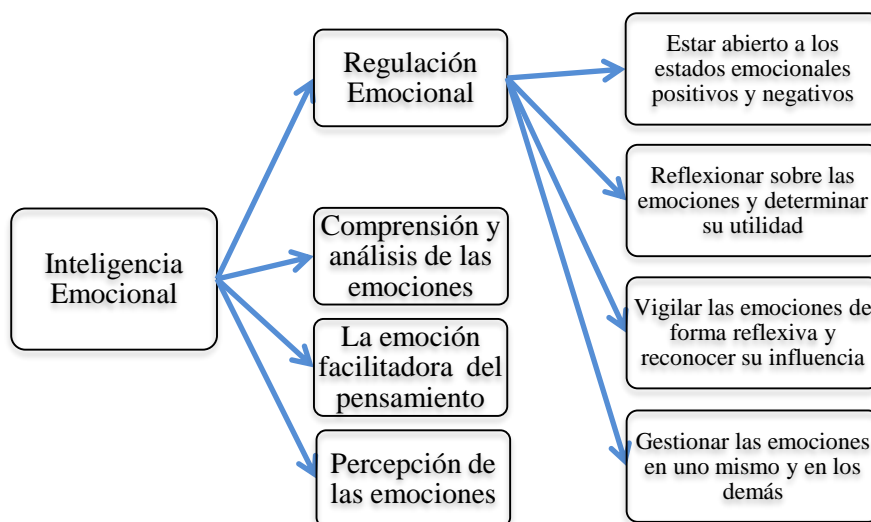 Inteligencia
Emocional
Regulación
Emocional
Comprensión y
análisis de las
emociones
La emoción
facilitadora del
pensamiento
Percepción de
las emociones
Estar abierto a los
estados emocionales
positivos y negativos
Reflexionar sobre las
emociones y determinar
su utilidad
Vigilar las emociones de
forma reflexiva y
reconocer su influencia
Gestionar las emociones
en uno mismo y en los
demás